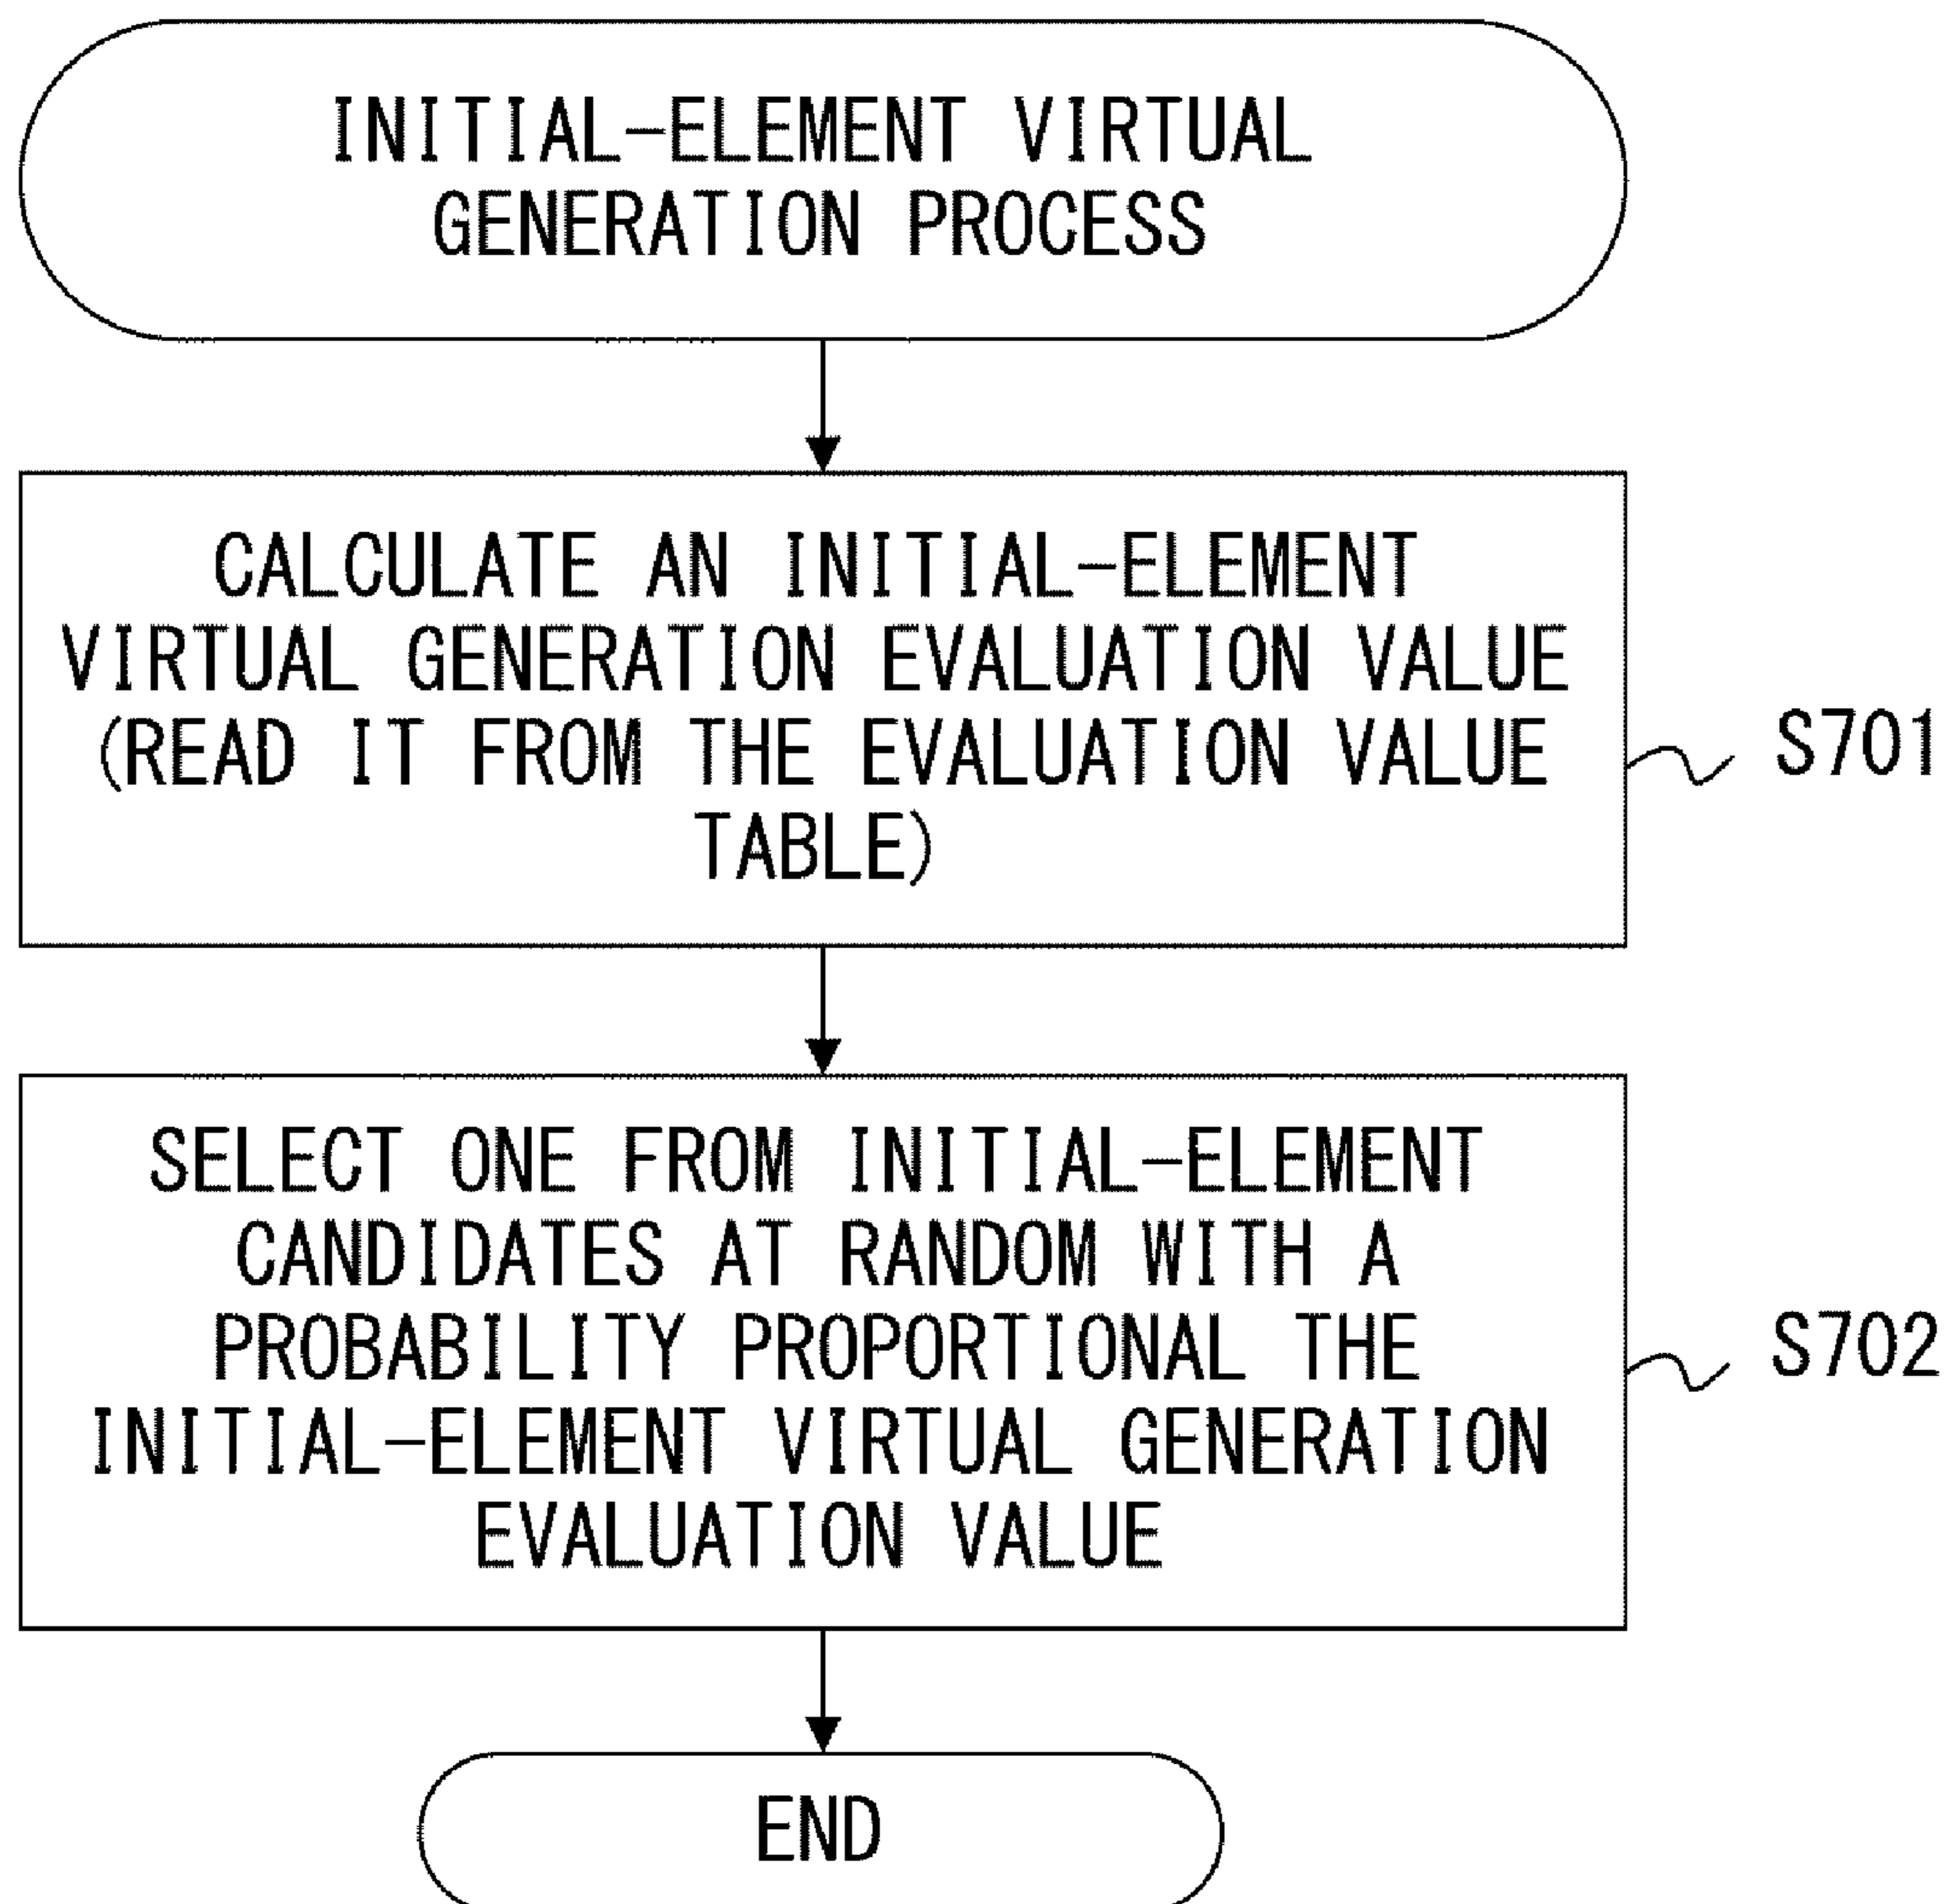 INITIAL-ELEMENT VIRTUAL
GENERATION PROCESS
CALCULATE AN INITIAL-ELEMENT
VIRTUAL GENERATION EVALUATION VALUE
(READ IT FROM THE EVALUATION VALUE
TABLE)
S701
SELECT ONE FROM INITIAL-ELEMENT
CANDIDATES AT RANDOM WITH A
PROBABILITY PROPORTIONAL THE
INITIAL-ELEMENT VIRTUAL GENERATION
EVALUATION VALUE
S702
END